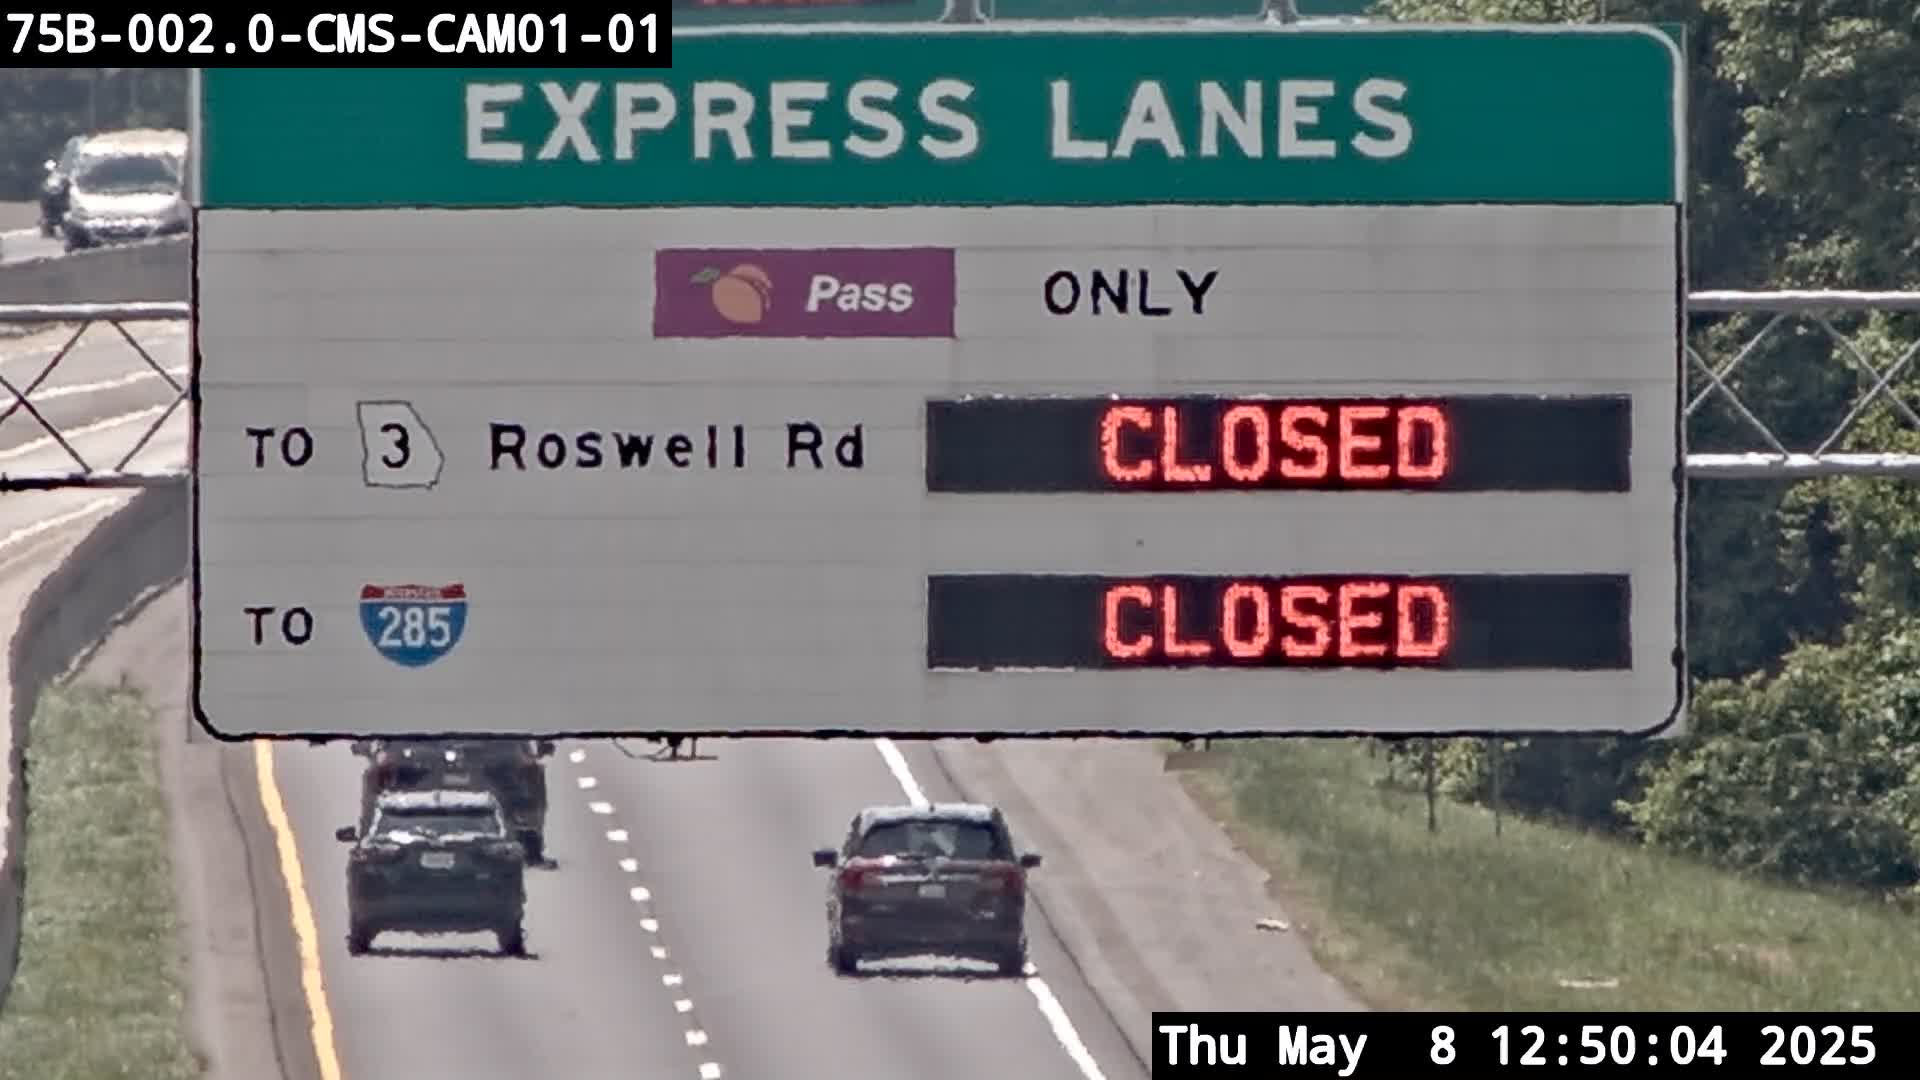 75B-002.0-CMS-CAM01-01
EXPRESS LANES
Pass ONLY
TO 3 Roswell Rd CLOSED
INTERSTATE
TO 285 CLOSED
Thu May 8 12:50:04 2025